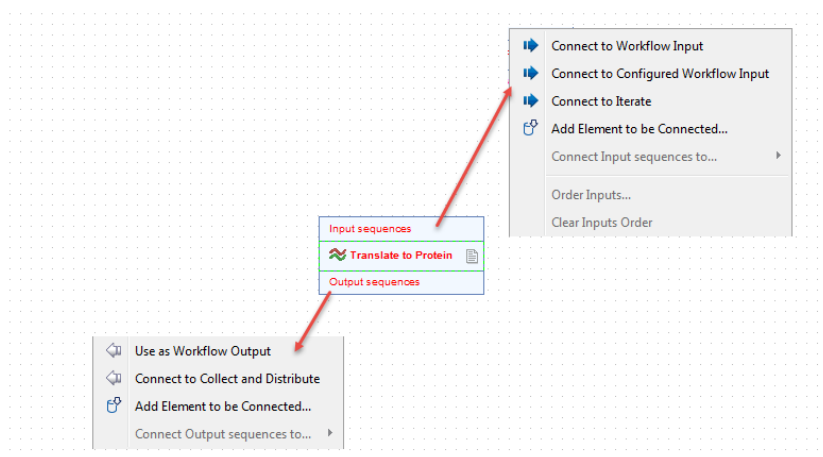 Connect to Workflow Input
Connect to Configured Workflow Input
Connect to Iterate
Add Element to be Connected...
Connect Input sequences to...
Order Inputs...
Clear Inputs Order
Input sequences
Translate to Protein
Output sequences
Use as Workflow Output
Connect to Collect and Distribute
Add Element to be Connected...
Connect Output sequences to...